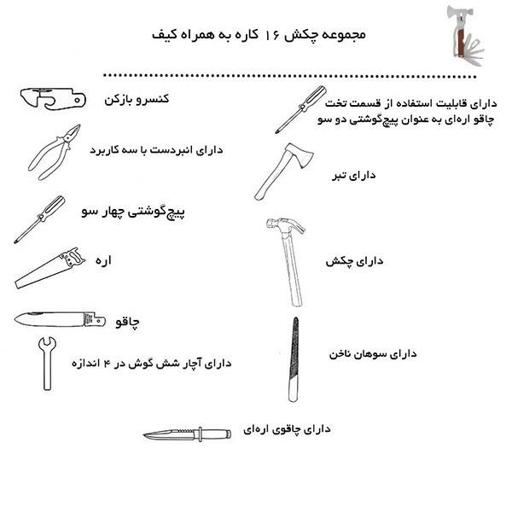 مجموعه چکش ۱۶ کاره به همراه کیف
دارای قابلیت استفاده از قسمت تخت
چاقو اره‌ای به عنوان پیچ‌گوشتی دو سو
دارای تبر
دارای چکش
دارای سوهان ناخن
دارای چاقوی اره‌ای
کنسرو بازکن
دارای انبردست با سه کاربرد
پیچ‌گوشتی چهار سو
اره
چاقو
دارای آچار شش گوش در ۴ اندازه